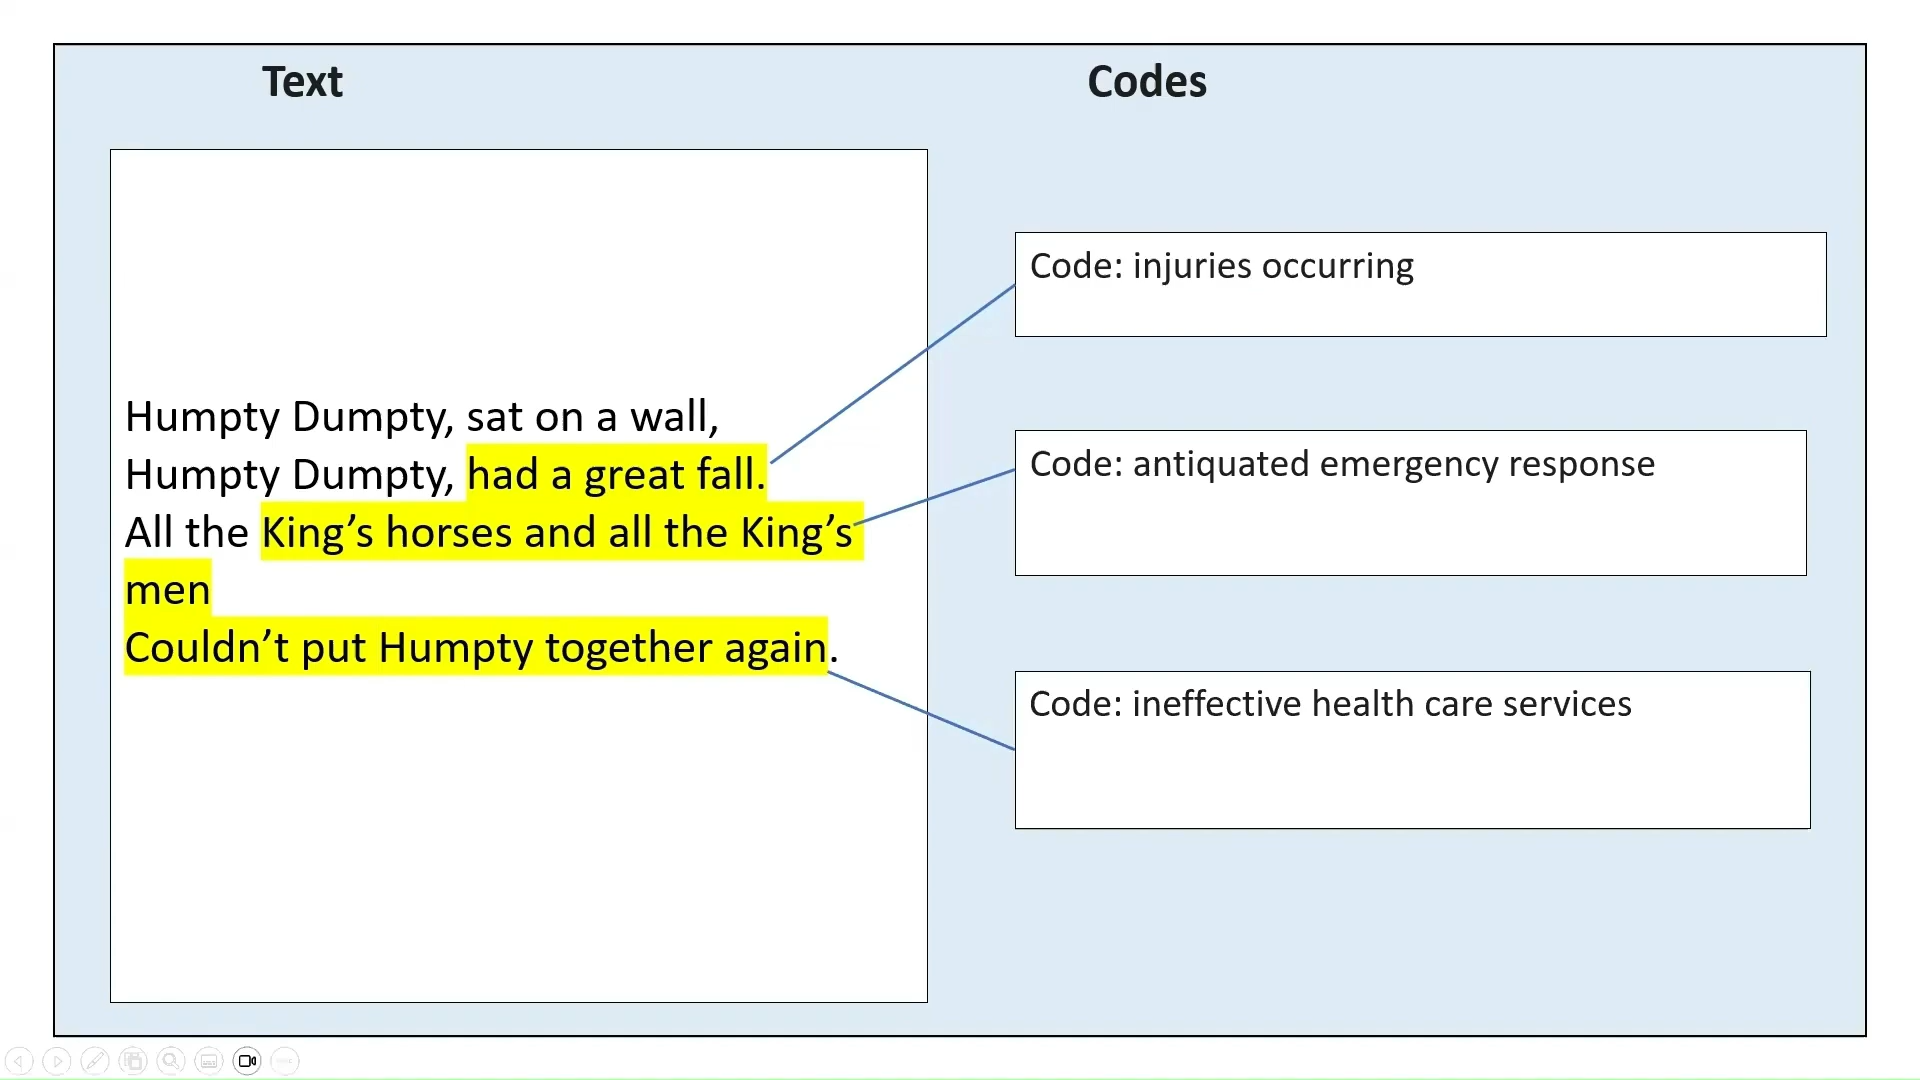 Text
Codes
Humpty Dumpty, sat on a wall,
Humpty Dumpty, had a great fall.
All the King’s horses and all the King’s
men
Couldn’t put Humpty together again.
Code: injuries occurring
Code: antiquated emergency response
Code: ineffective health care services